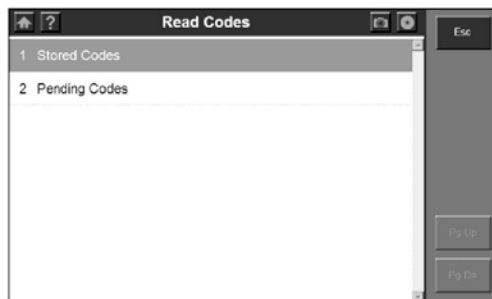 ? Read Codes
Esc
1 Stored Codes
2 Pending Codes
Pg Up
Pg Dn